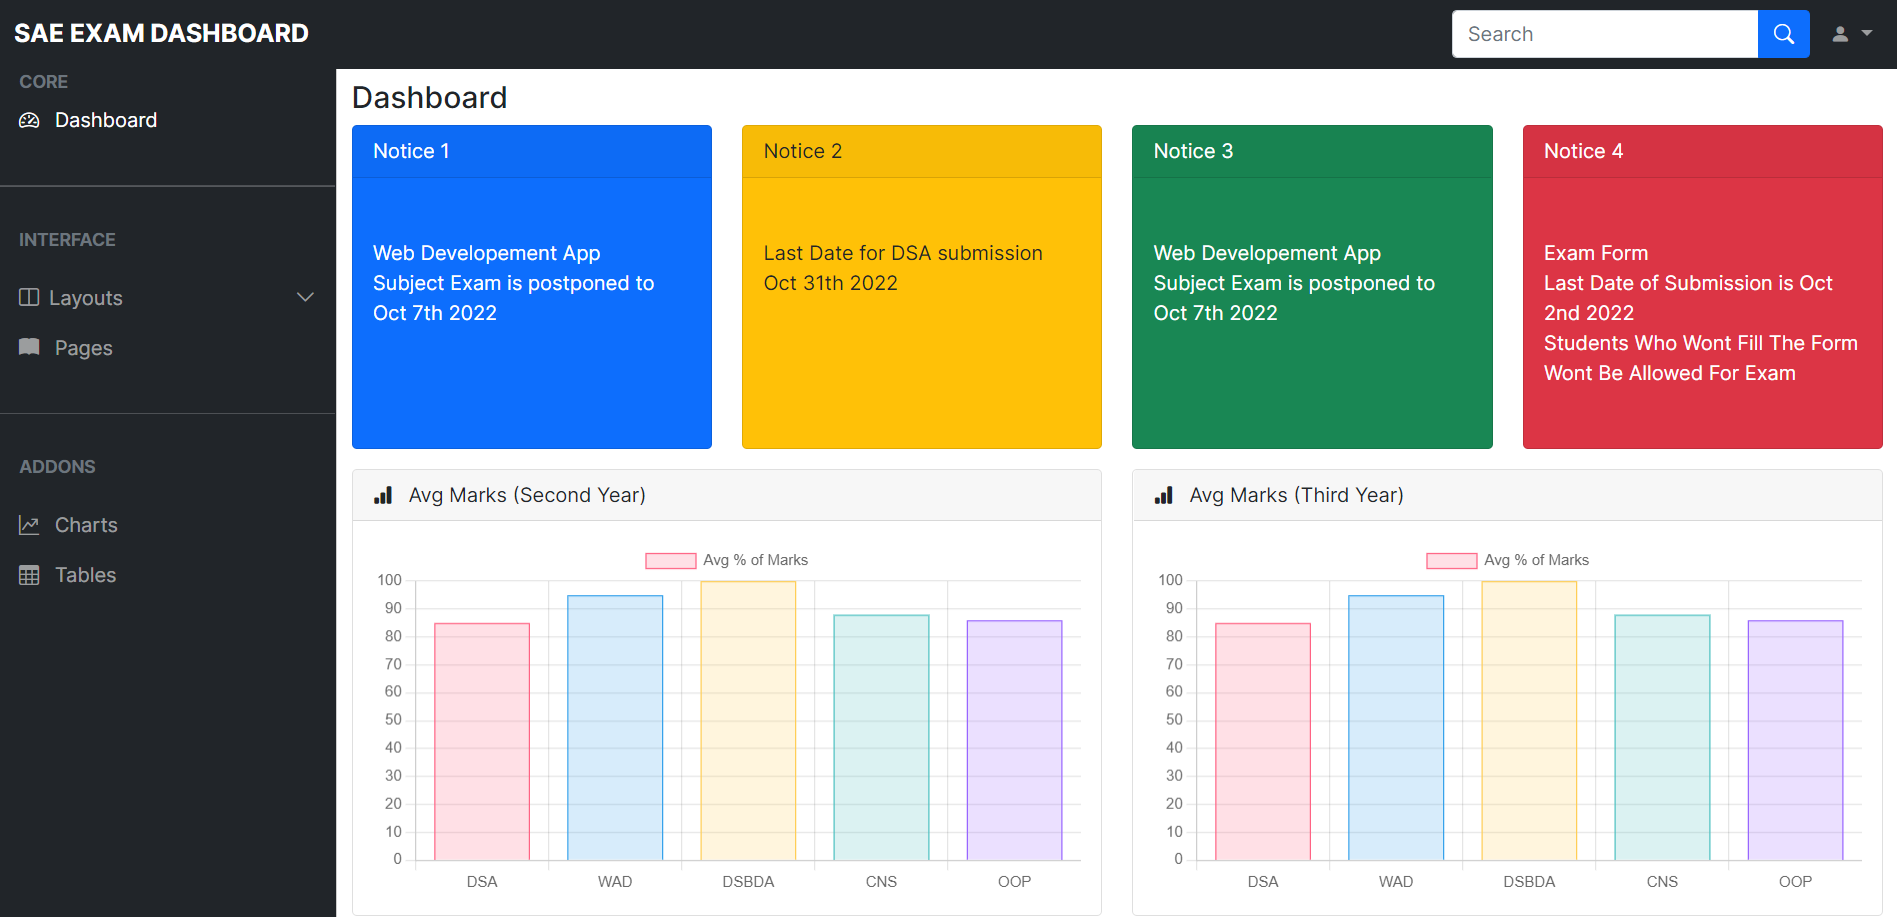 SAE EXAM DASHBOARD
Search
CORE
Dashboard
INTERFACE
Layouts
Pages
ADDONS
Charts
Tables
Dashboard
Notice 1
Web Developement App
Subject Exam is postponed to
Oct 7th 2022
Notice 2
Last Date for DSA submission
Oct 31th 2022
Notice 3
Web Developement App
Subject Exam is postponed to
Oct 7th 2022
Notice 4
Exam Form
Last Date of Submission is Oct
2nd 2022
Students Who Wont Fill The Form
Wont Be Allowed For Exam
Avg Marks (Second Year)
Avg % of Marks
100
90
80
70
60
50
40
30
20
10
0
DSA WAD DSBDA CNS OOP
Avg Marks (Third Year)
Avg % of Marks
100
90
80
70
60
50
40
30
20
10
0
DSA WAD DSBDA CNS OOP